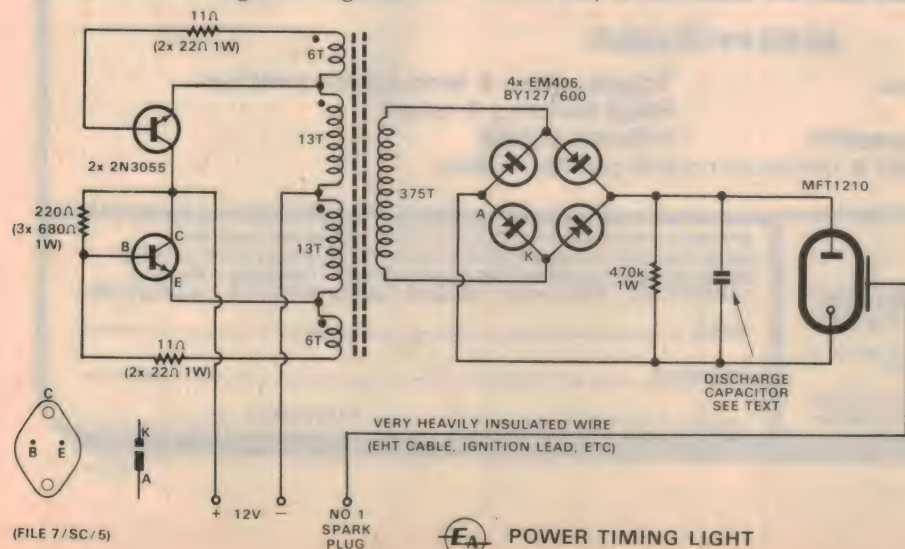 11Ω
(2x 22Ω 1W)
6T
13T
2x 2N3055
220Ω
(3x 680Ω
1W)
B
C
E
13T
6T
11Ω
(2x 22Ω 1W)
375T
4x EM406,
BY127/600
A
K
470k
1W
MFT1210
DISCHARGE
CAPACITOR
SEE TEXT
VERY HEAVILY INSULATED WIRE
(EHT CABLE, IGNITION LEAD, ETC)
C
B E
K
A
+ 12V −
NO 1
SPARK
PLUG
(FILE 7/SC/5)
EA POWER TIMING LIGHT